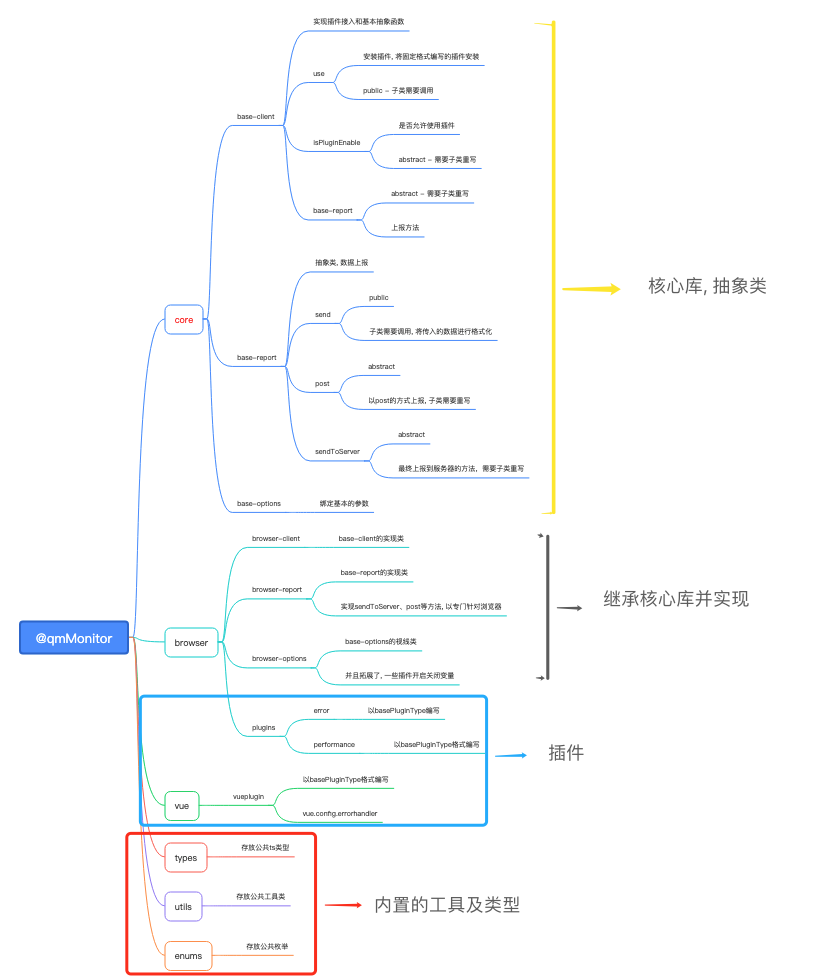 实现插件接入和基本抽象函数
安装插件, 将固定格式编写的插件安装
use
public - 子类需要调用
base-client
是否允许使用插件
isPluginEnable
abstract - 需要子类重写
abstract - 需要子类重写
base-report
上报方法
抽象类, 数据上报
核心库, 抽象类
public
send
core
子类需要调用, 将传入的数据进行格式化
base-report
abstract
post
以post的方式上报, 子类需要重写
abstract
sendToServer
最终上报到服务器的方法，需要子类重写
base-options
绑定基本的参数
browser-client
base-client的实现类
base-report的实现类
browser-report
继承核心库并实现
实现sendToServer、post等方法, 以专门针对浏览器
@qmMonitor
browser
base-options的视线类
browser-options
并且拓展了, 一些插件开启关闭变量
error
以basePluginType编写
plugins
performance
以basePluginType格式编写
插件
以basePluginType格式编写
vueplugin
vue
vue.config.errorhandler
types
存放公共ts类型
utils
存放公共工具类
内置的工具及类型
enums
存放公共枚举